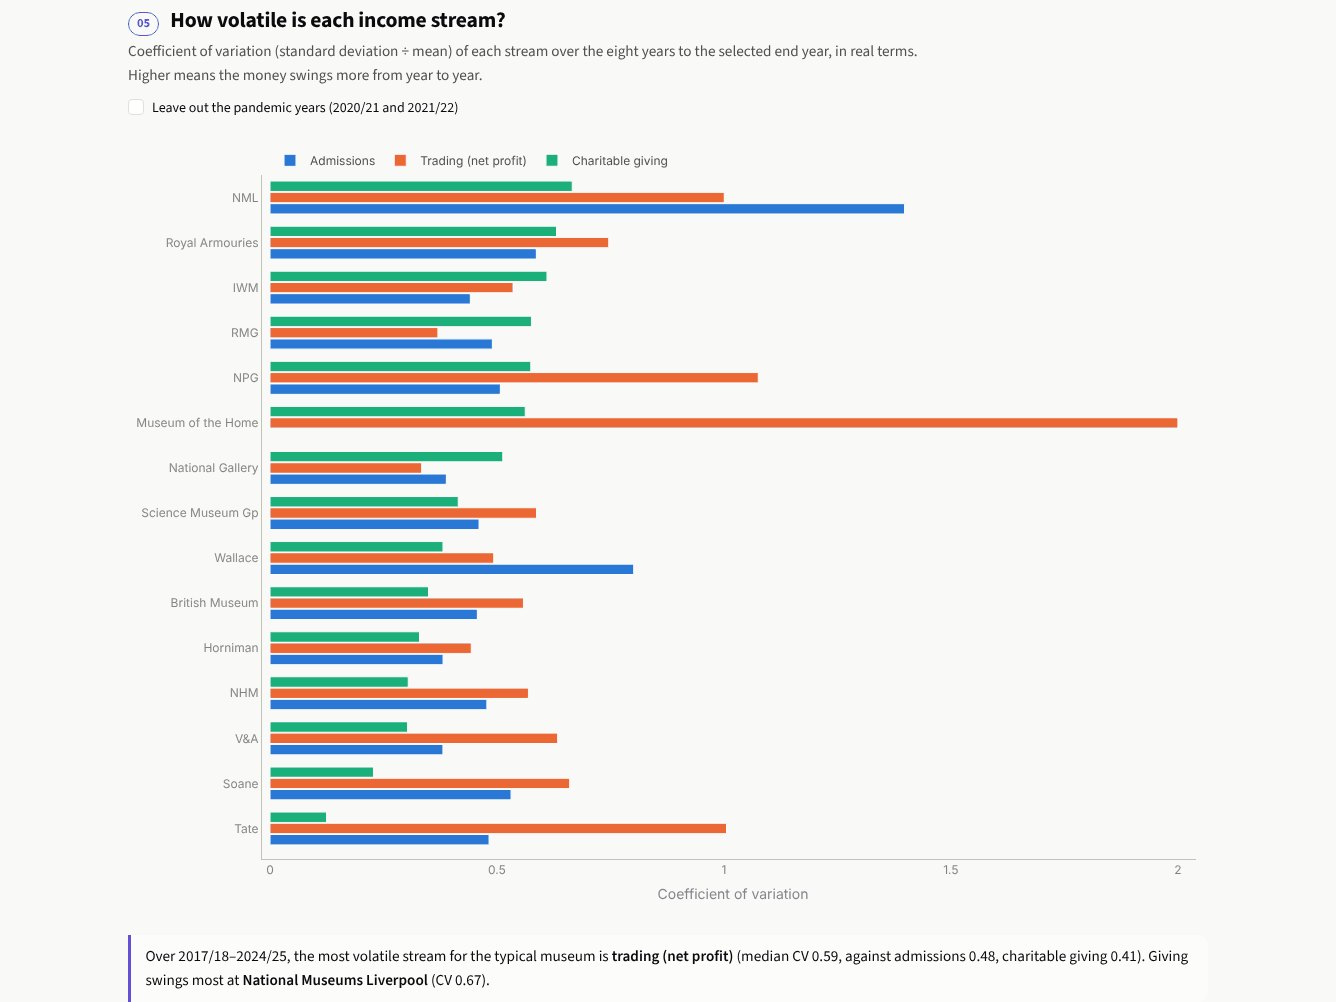 05 How volatile is each income stream?
Coefficient of variation (standard deviation ÷ mean) of each stream over the eight years to the selected end year, in real terms.
Higher means the money swings more from year to year.
Leave out the pandemic years (2020/21 and 2021/22)
Admissions Trading (net profit) Charitable giving
NML
Royal Armouries
IWM
RMG
NPG
Museum of the Home
National Gallery
Science Museum Gp
Wallace
British Museum
Horniman
NHM
V&A
Soane
Tate
0 0.5 1 1.5 2
Coefficient of variation
Over 2017/18–2024/25, the most volatile stream for the typical museum is trading (net profit) (median CV 0.59, against admissions 0.48, charitable giving 0.41). Giving
swings most at National Museums Liverpool (CV 0.67).